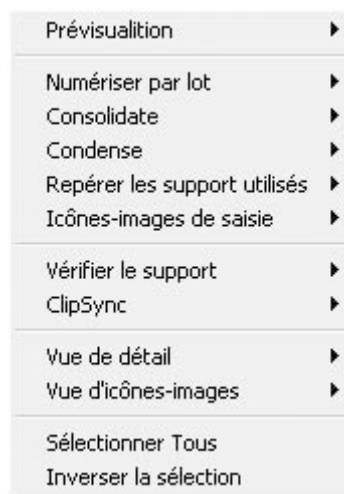 Prévisualition
Numériser par lot
Consolidate
Condense
Repérer les support utilisés
Icônes-images de saisie
Vérifier le support
ClipSync
Vue de détail
Vue d'icônes-images
Sélectionner Tous
Inverser la sélection